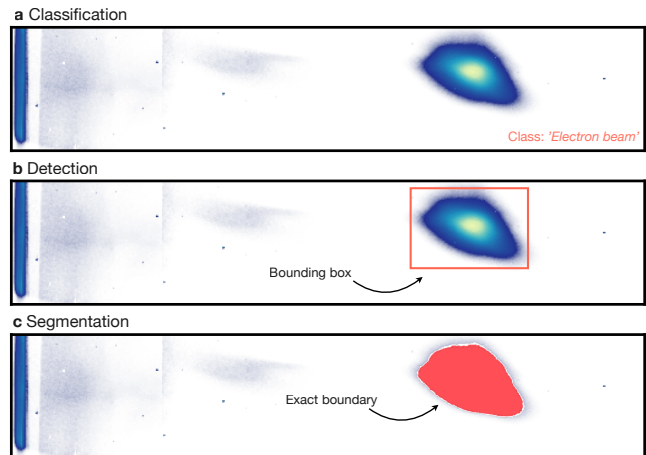 a Classification
Class: 'Electron beam'
b Detection
Bounding box
c Segmentation
Exact boundary